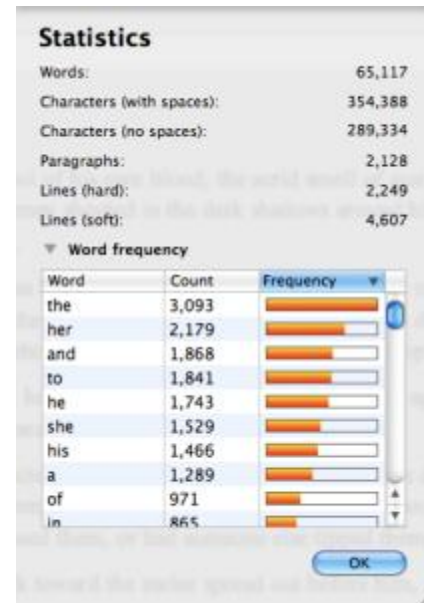 Statistics
Words: 65,117
Characters (with spaces): 354,388
Characters (no spaces): 289,334
Paragraphs: 2,128
Lines (hard): 2,249
Lines (soft): 4,607
Word frequency
Word Count Frequency
the 3,093
her 2,179
and 1,868
to 1,841
he 1,743
she 1,529
his 1,466
a 1,289
of 971
in 865
OK